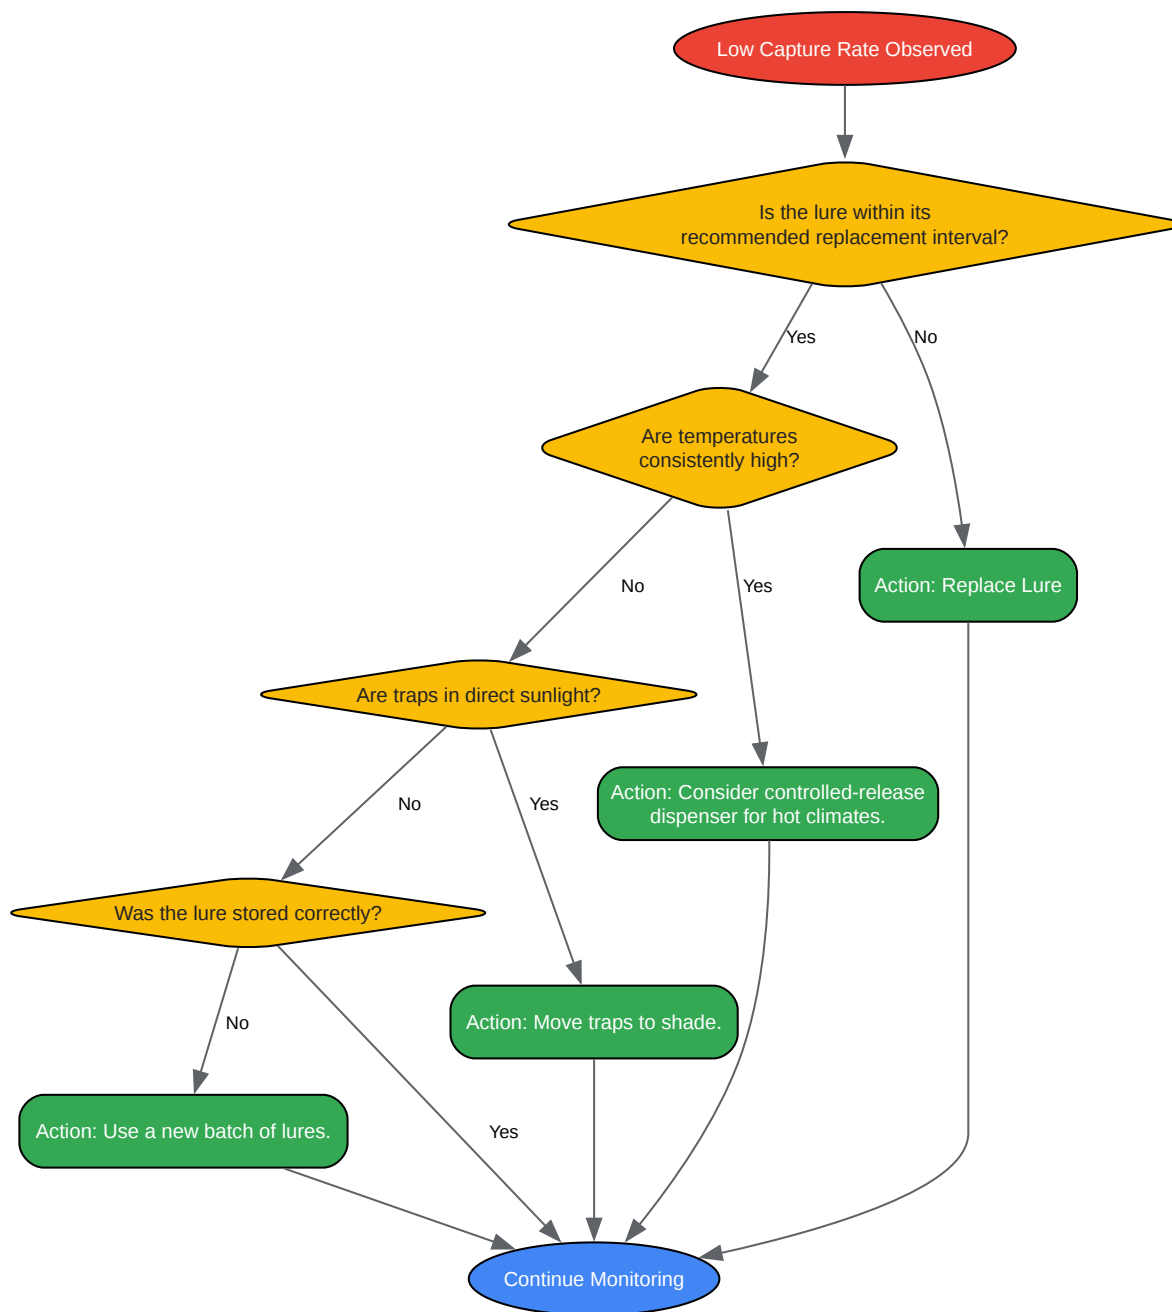 Low Capture Rate Observed
Is the lure within its
recommended replacement interval?
Yes
No
Are temperatures
consistently high?
No
Yes
Action: Replace Lure
Are traps in direct sunlight?
No
Yes
Action: Consider controlled-release
dispenser for hot climates.
Was the lure stored correctly?
No
Yes
Action: Move traps to shade.
Action: Use a new batch of lures.
Continue Monitoring